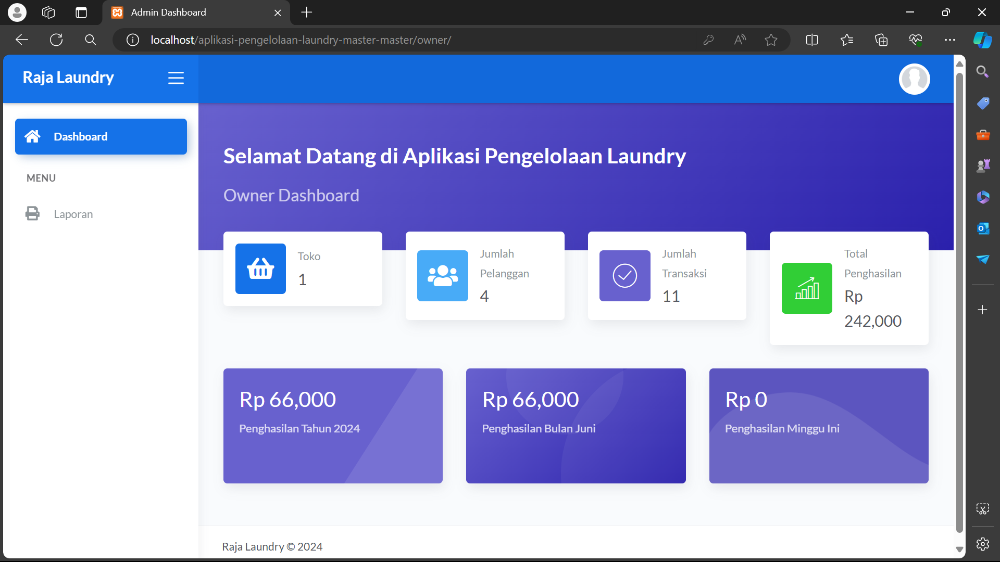 Admin Dashboard
localhost/aplikasi-pengelolaan-laundry-master-master/owner/
Raja Laundry
Dashboard
MENU
Laporan
Selamat Datang di Aplikasi Pengelolaan Laundry
Owner Dashboard
Toko
1
Jumlah
Pelanggan
4
Jumlah
Transaksi
11
Total
Penghasilan
Rp
242,000
Rp 66,000
Penghasilan Tahun 2024
Rp 66,000
Penghasilan Bulan Juni
Rp 0
Penghasilan Minggu Ini
Raja Laundry © 2024